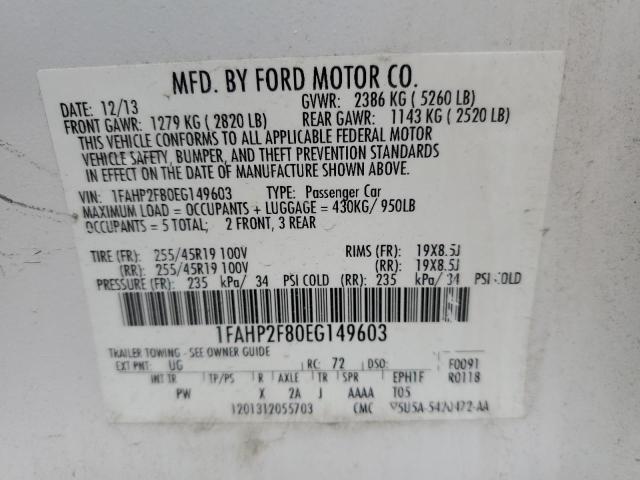 MFD. BY FORD MOTOR CO.
DATE: 12/13 GVWR: 2386 KG ( 5260 LB)
FRONT GAWR: 1279 KG ( 2820 LB) REAR GAWR: 1143 KG ( 2520 LB)
THIS VEHICLE CONFORMS TO ALL APPLICABLE FEDERAL MOTOR
VEHICLE SAFETY, BUMPER, AND THEFT PREVENTION STANDARDS
IN EFFECT ON THE DATE OF MANUFACTURE SHOWN ABOVE.
VIN: 1FAHP2F80EG149603 TYPE: Passenger Car
MAXIMUM LOAD = OCCUPANTS + LUGGAGE = 430KG/ 950LB
OCCUPANTS = 5 TOTAL; 2 FRONT, 3 REAR
TIRE (FR): 255/45R19 100V RIMS (FR): 19X8.5J
(RR): 255/45R19 100V (RR): 19X8.5J
PRESSURE (FR): 235 kPa/ 34 PSI COLD (RR): 235 kPa/ 34 PSI COLD
1FAHP2F80EG149603
TRAILER TOWING - SEE OWNER GUIDE
EXT PNT: UG RC: 72 DSO: F0091
INT TR TP/PS R AXLE TR SPR EPH1F R0118
PW X 2A J AAAA T05
1201312055703 CMC